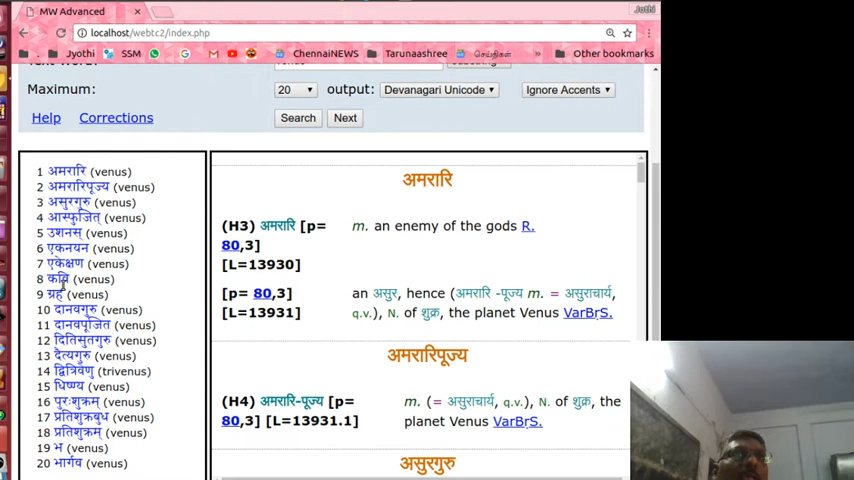 MW Advanced
Jothi
localhost/webtc2/index.php
Jyothi SSM ChennaiNEWS Tarunaashree செய்திகள் » Other bookmarks
Maximum: 20 output: Devanagari Unicode Ignore Accents
Help Corrections Search Next
1 अमरारि (venus)
2 अमरारिपूज्य (venus)
3 असुरगुरु (venus)
4 आस्फुजित् (venus)
5 उशनस् (venus)
6 एकनयन (venus)
7 एकेक्षण (venus)
8 कवि (venus)
9 ग्रह (venus)
10 दानवगुरु (venus)
11 दानवपूजित (venus)
12 दितिसुतगुरु (venus)
13 दैत्यगुरु (venus)
14 द्वित्रिवेणु (trivenus)
15 धिष्ण्य (venus)
16 पुरःशुक्रम् (venus)
17 प्रतिशुक्रबुध (venus)
18 प्रतिशुक्रम् (venus)
19 भ (venus)
20 भार्गव (venus)
अमरारि
(H3) अमरारि [p= m. an enemy of the gods R.
80,3]
[L=13930]
[p= 80,3] an असुर, hence (अमरारि -पूज्य m. = असुराचार्य,
[L=13931] q.v.), N. of शुक्र, the planet Venus VarBṛS.
अमरारिपूज्य
(H4) अमरारि-पूज्य [p= m. (= असुराचार्य, q.v.), N. of शुक्र, the
80,3] [L=13931.1] planet Venus VarBṛS.
असुरगुरु